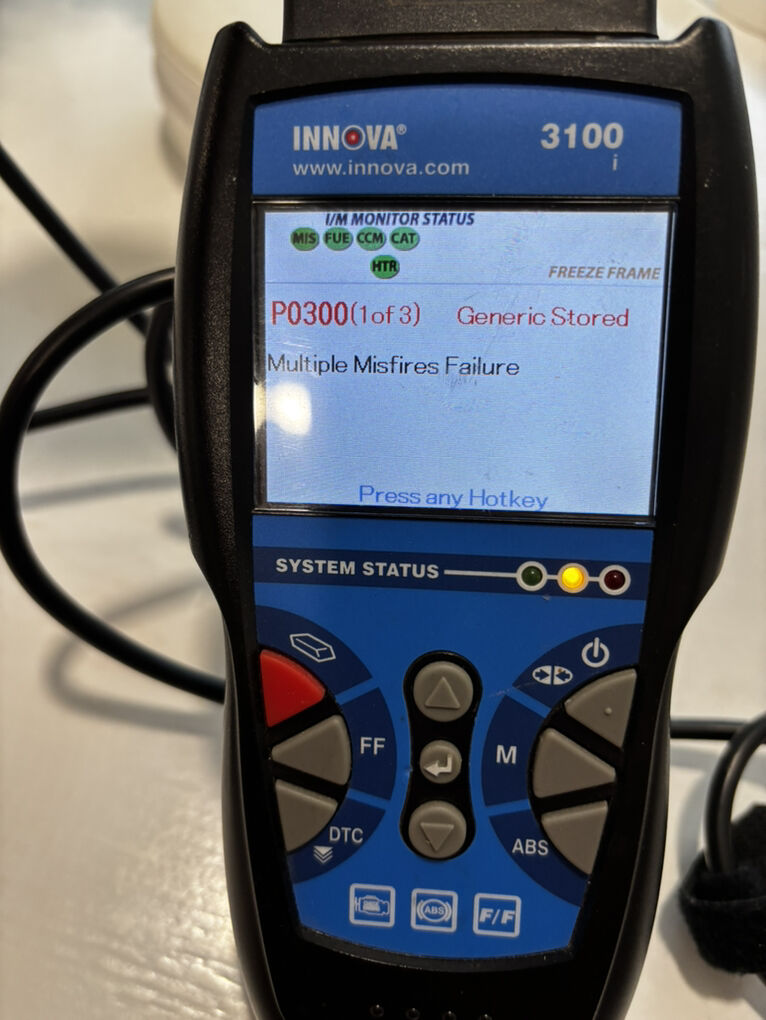 INNOVA®
3100
www.innova.com
i
I/M MONITOR STATUS
MIS FUE CCM CAT
HTR
FREEZE FRAME
P0300(1of 3) Generic Stored
Multiple Misfires Failure
Press any Hotkey
SYSTEM STATUS
FF
M
DTC
ABS
ABS
F/F